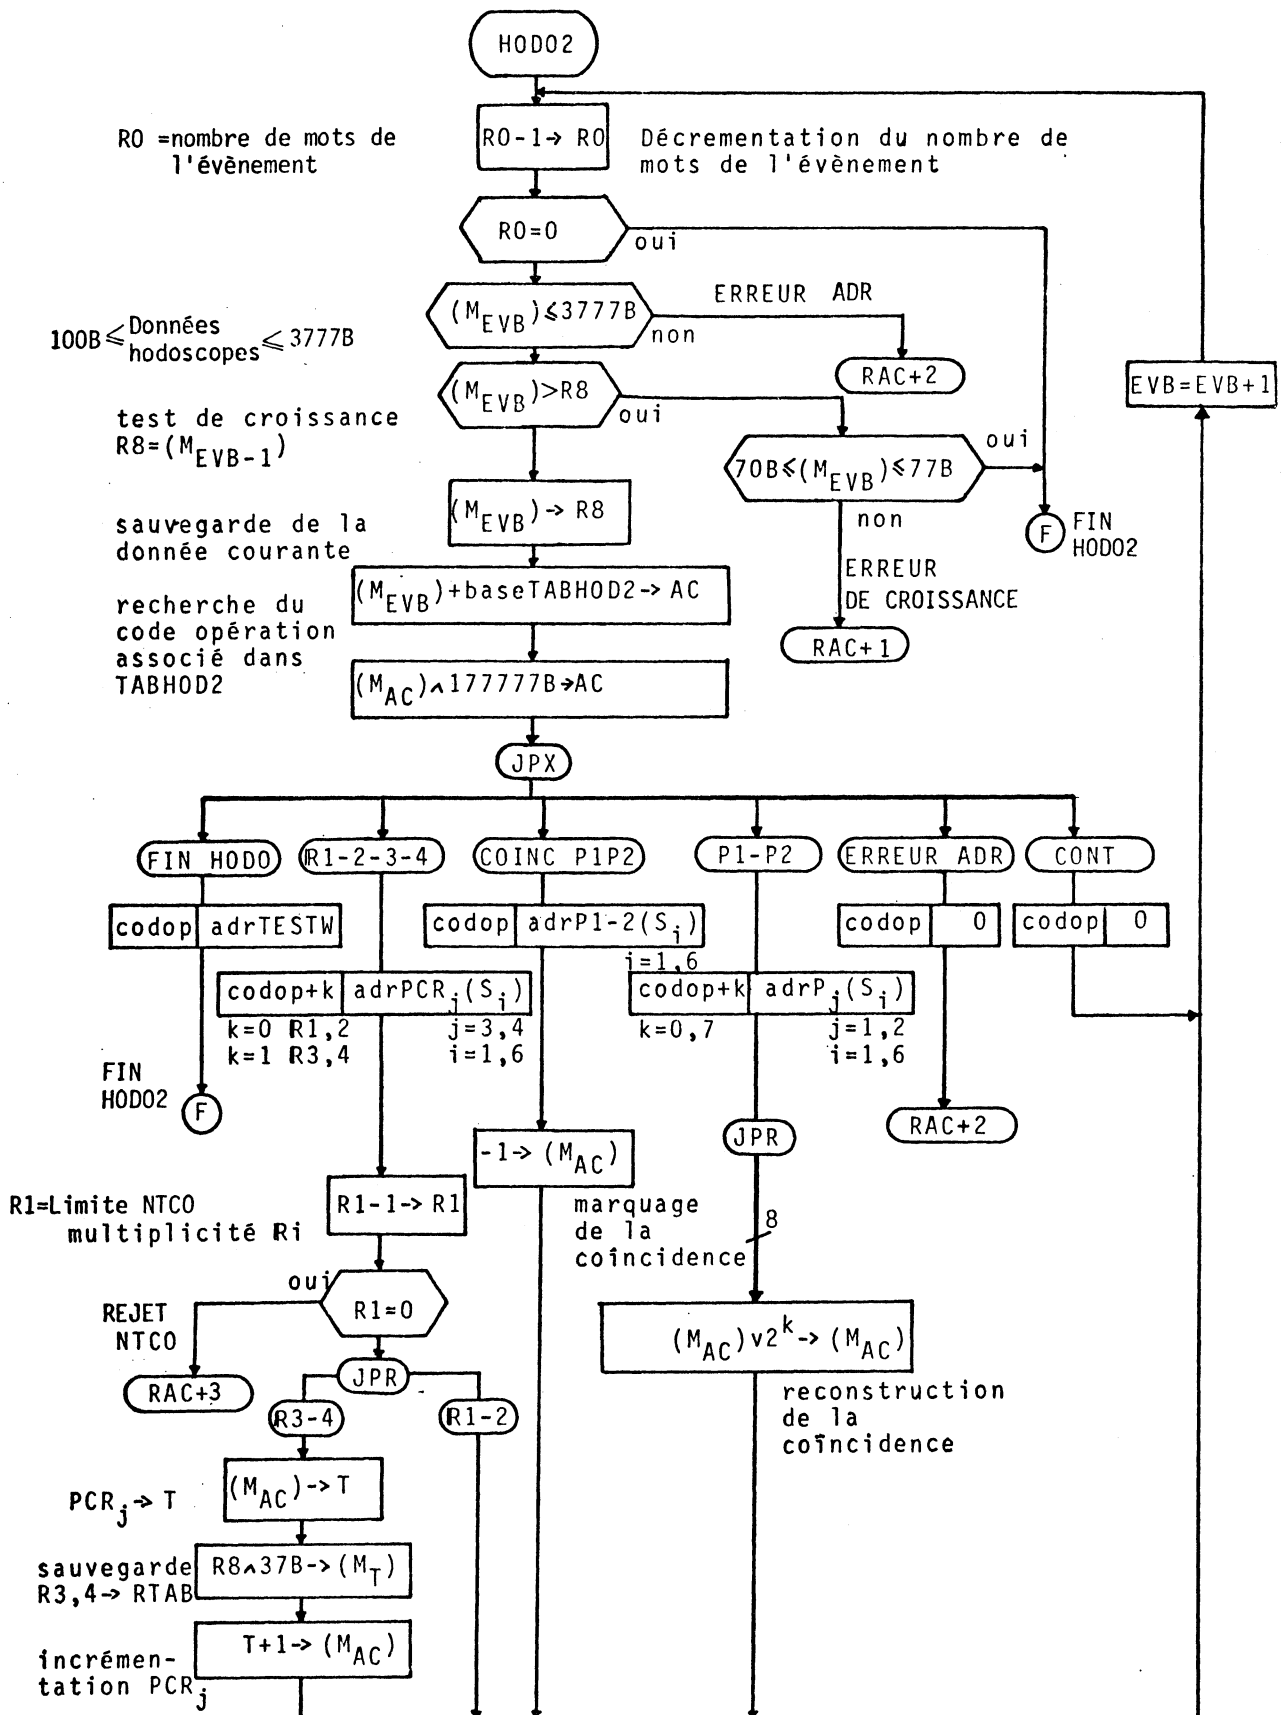 HODO2
R0 =nombre de mots de
l'évènement
R0-1→ R0
Décrementation du nombre de
mots de l'évènement
R0=0
oui
(M_EVB)⩽3777B
ERREUR ADR
non
100B ⩽ Données
hodoscopes ⩽ 3777B
RAC+2
EVB=EVB+1
(M_EVB)>R8
oui
test de croissance
R8=(M_EVB-1)
70B⩽(M_EVB)⩽77B
oui
non
(M_EVB)→ R8
sauvegarde de la
donnée courante
F
FIN
HODO2
ERREUR
DE CROISSANCE
(M_EVB)+baseTABHOD2→ AC
recherche du
code opération
associé dans
TABHOD2
RAC+1
(M_AC)∧177777B→AC
JPX
FIN HODO
R1-2-3-4
COINC P1P2
P1-P2
ERREUR ADR
CONT
codop adrTESTW
codop adrP1-2(S_i)
i=1,6
codop 0
codop 0
codop+k adrPCR_j(S_i)
k=0 R1,2
k=1 R3,4
j=3,4
i=1,6
codop+k adrP_j(S_i)
k=0,7
j=1,2
i=1,6
FIN
HODO2
F
RAC+2
JPR
-1→ (M_AC)
marquage
de la
coïncidence
8
R1=Limite NTCO
multiplicité Ri
R1-1→ R1
oui
R1=0
REJET
NTCO
RAC+3
JPR
(M_AC)v2^k→ (M_AC)
reconstruction
de la
coïncidence
R3-4
R1-2
(M_AC)→T
PCR_j→ T
R8∧37B→(M_T)
sauvegarde
R3,4→ RTAB
T+1→ (M_AC)
incrémen-
tation PCR_j